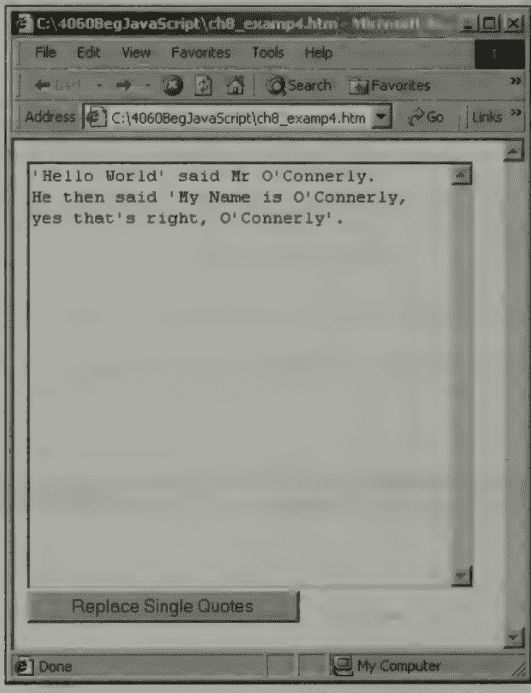 C:\4060BegJavaScript\ch8_examp4.htm - Microsoft
File Edit View Favorites Tools Help
Search Favorites »
Address C:\4060BegJavaScript\ch8_examp4.htm Go Links »
'Hello World' said Mr O'Connerly.
He then said 'My Name is O'Connerly,
yes that's right, O'Connerly'.
Replace Single Quotes
Done My Computer